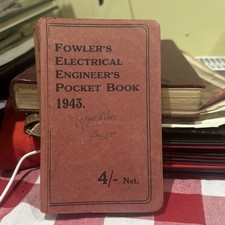 FOWLER'S
ELECTRICAL
ENGINEER'S
POCKET BOOK
1943.
4/- Net.